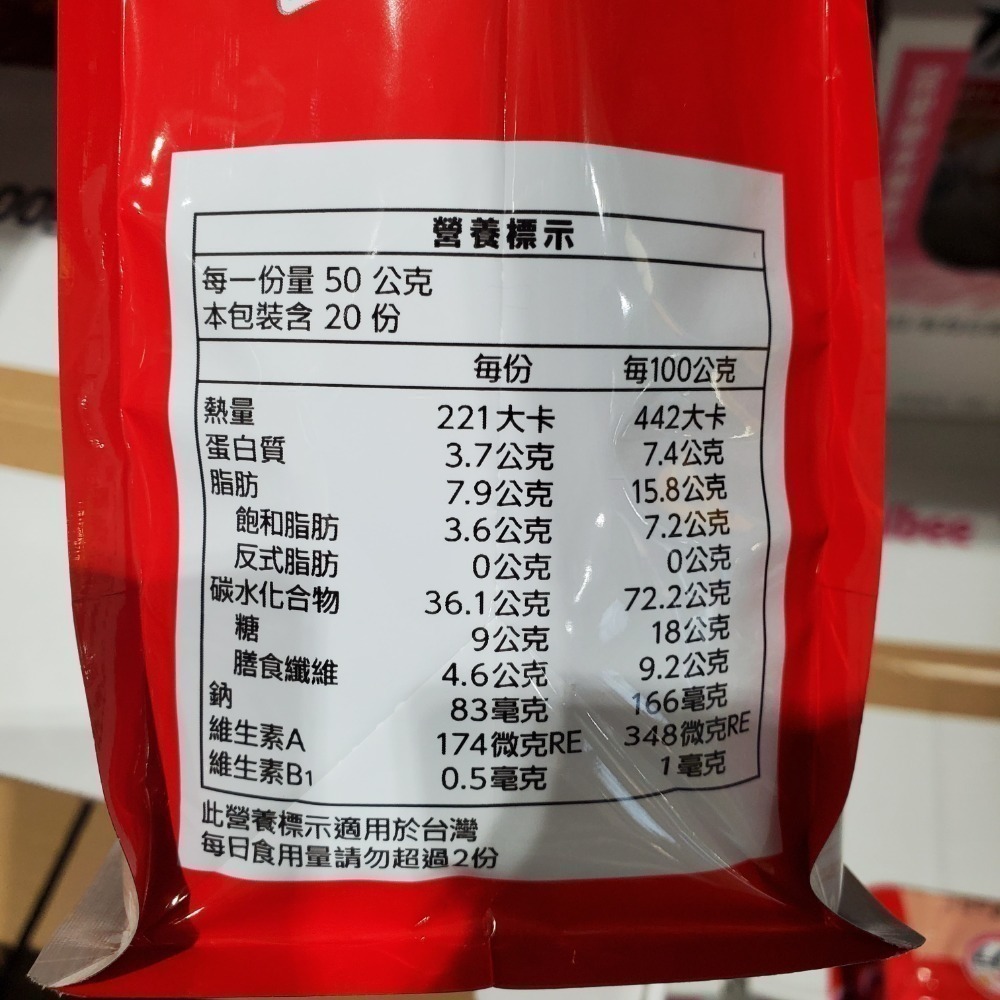 營養標示
每一份量 50 公克
本包裝含 20 份
每份 每100公克
熱量 221大卡 442大卡
蛋白質 3.7公克 7.4公克
脂肪 7.9公克 15.8公克
飽和脂肪 3.6公克 7.2公克
反式脂肪 0公克 0公克
碳水化合物 36.1公克 72.2公克
糖 9公克 18公克
膳食纖維 4.6公克 9.2公克
鈉 83毫克 166毫克
維生素A 174微克RE 348微克RE
維生素B1 0.5毫克 1毫克
此營養標示適用於台灣
每日食用量請勿超過2份
lbee